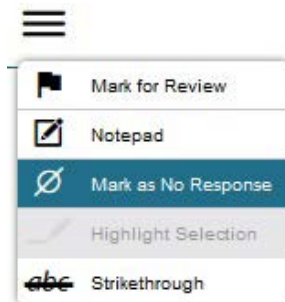 Mark for Review
Notepad
Mark as No Response
Highlight Selection
abc Strikethrough